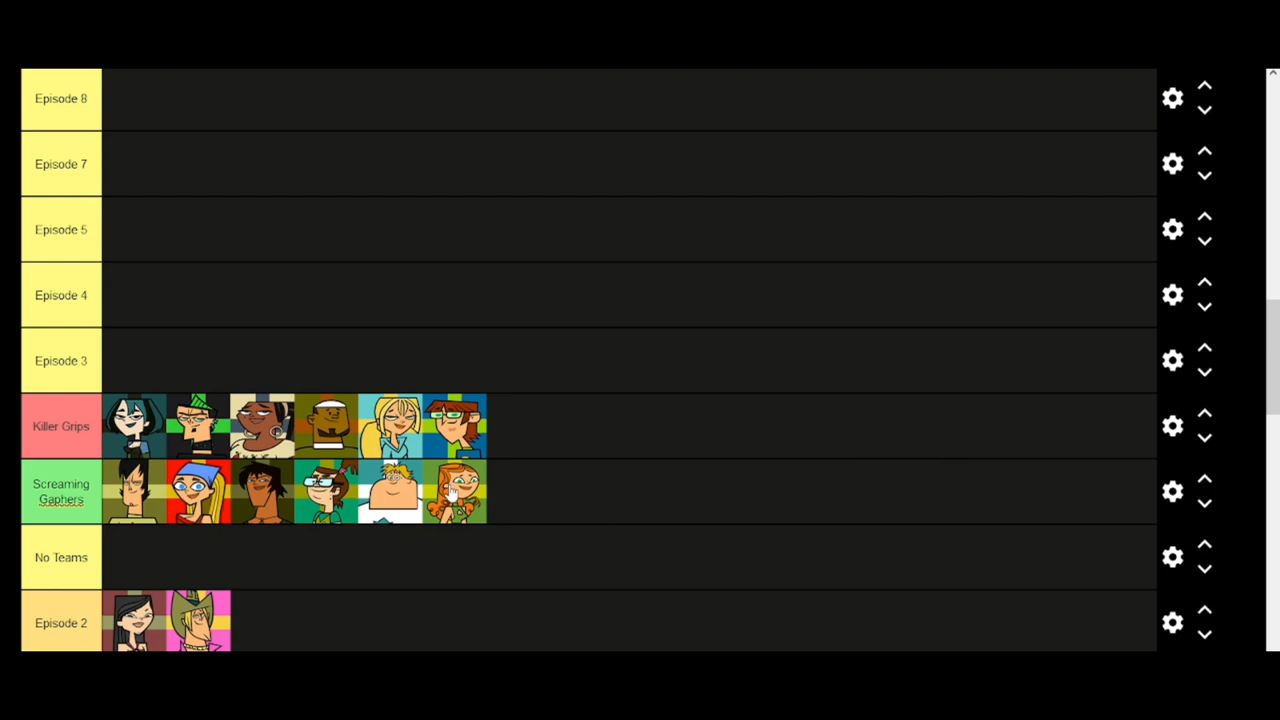 Episode 8
Episode 7
Episode 5
Episode 4
Episode 3
Killer Grips
Screaming
Gaphers
No Teams
Episode 2